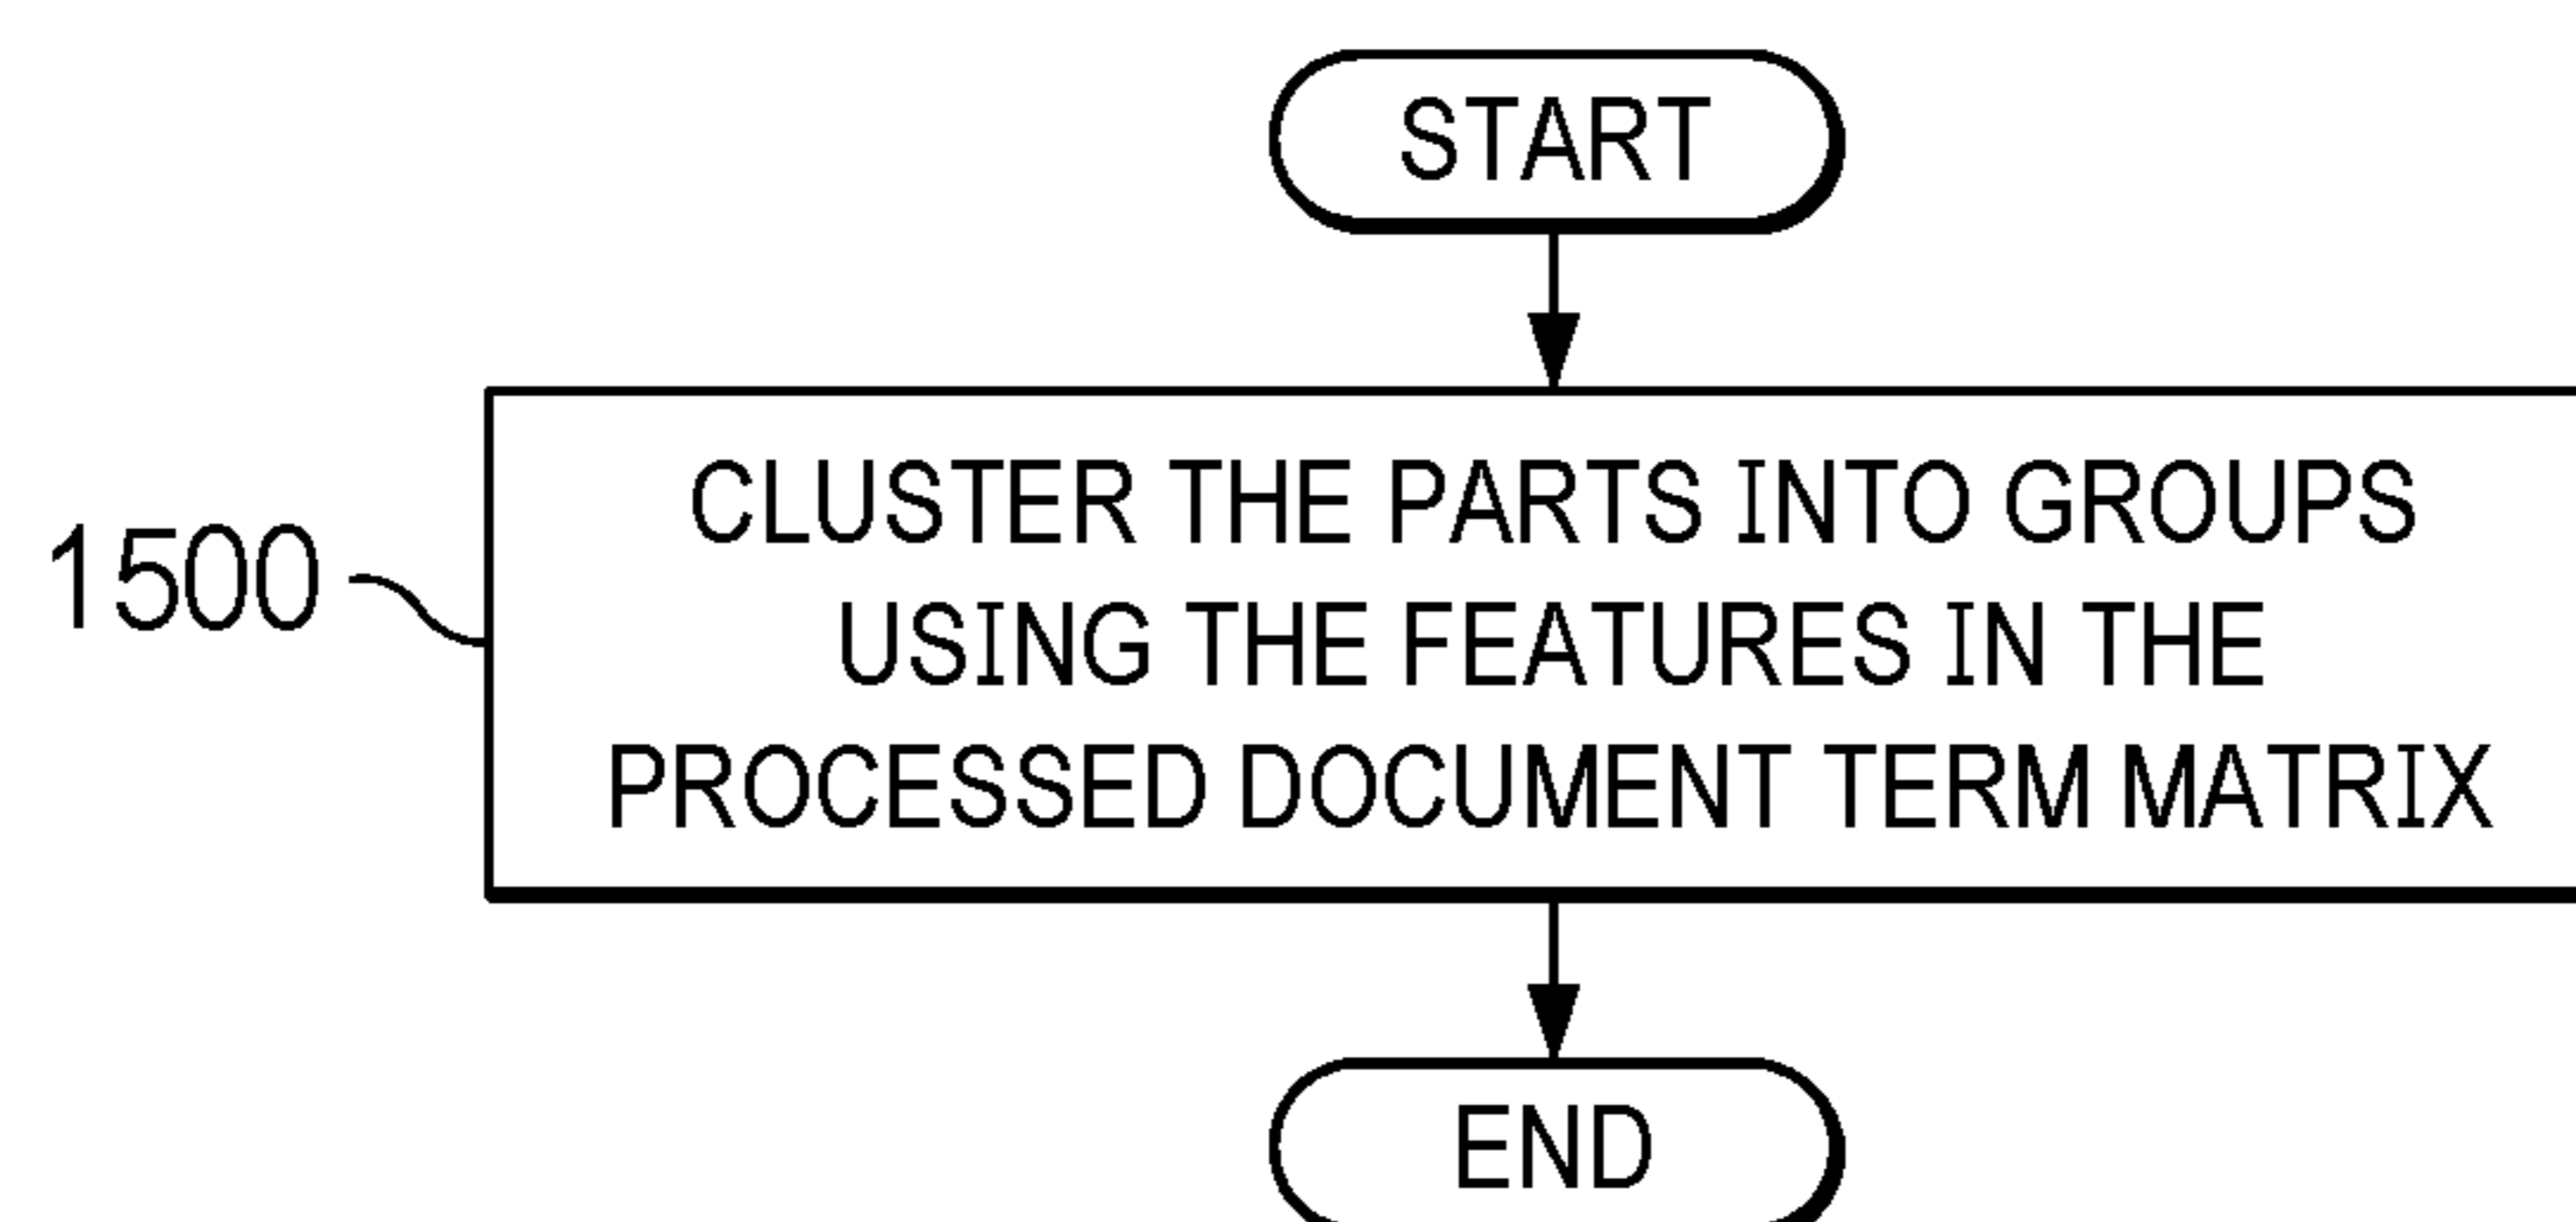 START
CLUSTER THE PARTS INTO GROUPS
USING THE FEATURES IN THE
PROCESSED DOCUMENT TERM MATRIX
1500
END